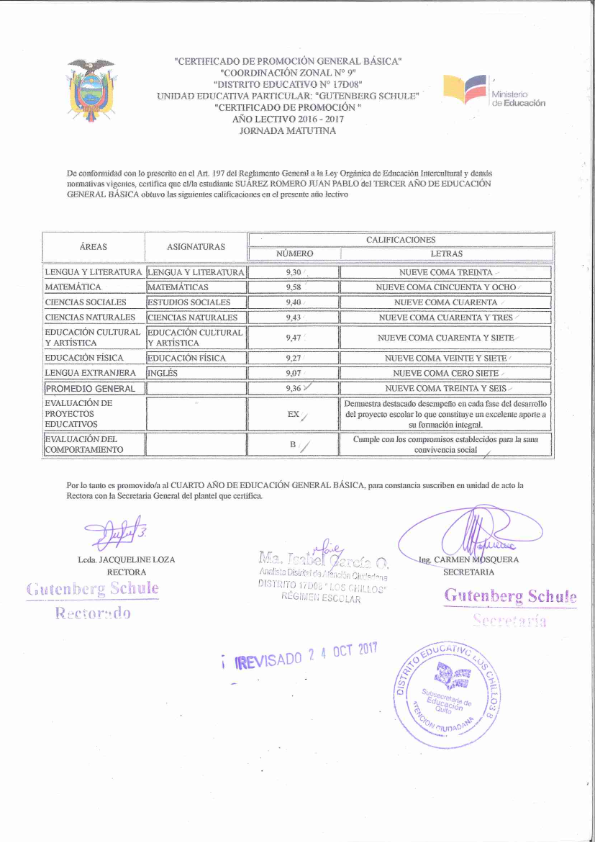 "CERTIFICADO DE PROMOCIÓN GENERAL BÁSICA"
"COORDINACIÓN ZONAL N° 9"
"DISTRITO EDUCATIVO N° 17D08"
UNIDAD EDUCATIVA PARTICULAR: "GUTENBERG SCHULE"
"CERTIFICADO DE PROMOCIÓN "
AÑO LECTIVO 2016 - 2017
JORNADA MATUTINA
Ministerio
de Educación
De conformidad con lo prescrito en el Art. 197 del Reglamento General a la Ley Orgánica de Educación Intercultural y demás
normativas vigentes, certifica que el/la estudiante SUÁREZ ROMERO JUAN PABLO del TERCER AÑO DE EDUCACIÓN
GENERAL BÁSICA obtuvo las siguientes calificaciones en el presente año lectivo
ÁREAS ASIGNATURAS CALIFICACIONES
NÚMERO LETRAS
LENGUA Y LITERATURA LENGUA Y LITERATURA 9,30 NUEVE COMA TREINTA
MATEMÁTICA MATEMÁTICAS 9,58 NUEVE COMA CINCUENTA Y OCHO
CIENCIAS SOCIALES ESTUDIOS SOCIALES 9,40 NUEVE COMA CUARENTA
CIENCIAS NATURALES CIENCIAS NATURALES 9,43 NUEVE COMA CUARENTA Y TRES
EDUCACIÓN CULTURAL
Y ARTÍSTICA EDUCACIÓN CULTURAL
Y ARTÍSTICA 9,47 NUEVE COMA CUARENTA Y SIETE
EDUCACIÓN FÍSICA EDUCACIÓN FÍSICA 9,27 NUEVE COMA VEINTE Y SIETE
LENGUA EXTRANJERA INGLÉS 9,07 NUEVE COMA CERO SIETE
PROMEDIO GENERAL 9,36 NUEVE COMA TREINTA Y SEIS
EVALUACIÓN DE
PROYECTOS
EDUCATIVOS
EX
Demuestra destacado desempeño en cada fase del desarrollo
del proyecto escolar lo que constituye un excelente aporte a
su formación integral.
EVALUACIÓN DEL
COMPORTAMIENTO
B
Cumple con los compromisos establecidos para la sana
convivencia social
Por lo tanto es promovido/a al CUARTO AÑO DE EDUCACIÓN GENERAL BÁSICA, para constancia suscriben en unidad de acto la
Rectora con la Secretaria General del plantel que certifica.
Lcda. JACQUELINE LOZA
RECTORA
Gutenberg Schule
Rectorado
Ma. Isabel García O.
Analista Distrital de Atención Ciudadana
DISTRITO 17D08 "LOS CHILLOS"
RÉGIMEN ESCOLAR
Ing. CARMEN MOSQUERA
SECRETARIA
Gutenberg Schule
Secretaría
REVISADO 24 OCT 2017
DISTRITO EDUCATIVO LOS CHILLOS 8
Subsecretaría de
Educación
Quito
ATENCIÓN CIUDADANA